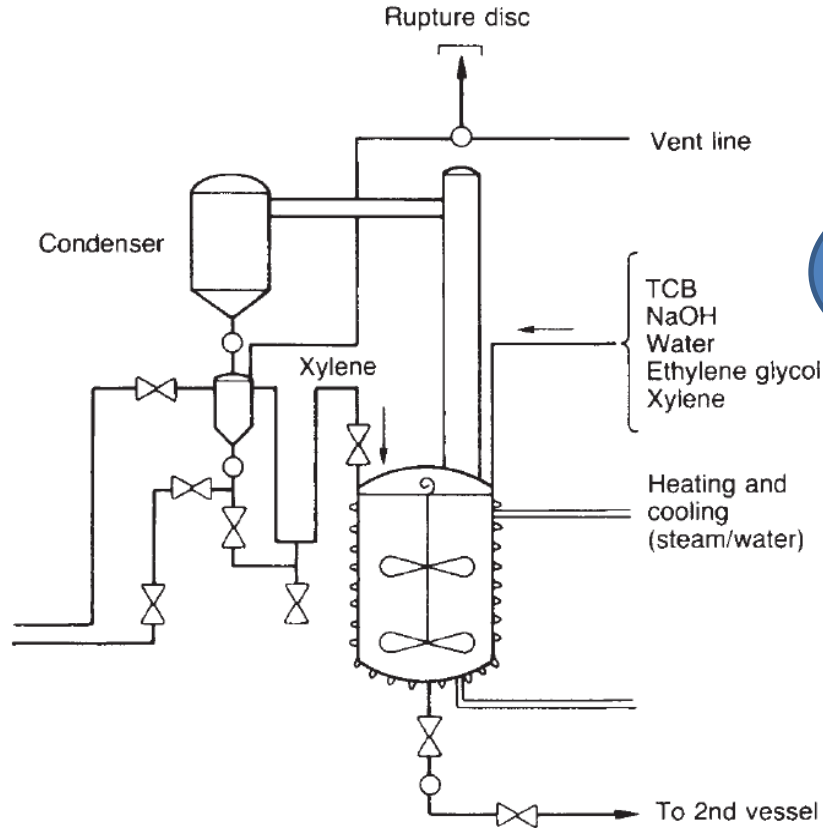 Rupture disc
Vent line
Condenser
TCB
NaOH
Water
Ethylene glycol
Xylene
Xylene
Heating and
cooling
(steam/water)
To 2nd vessel